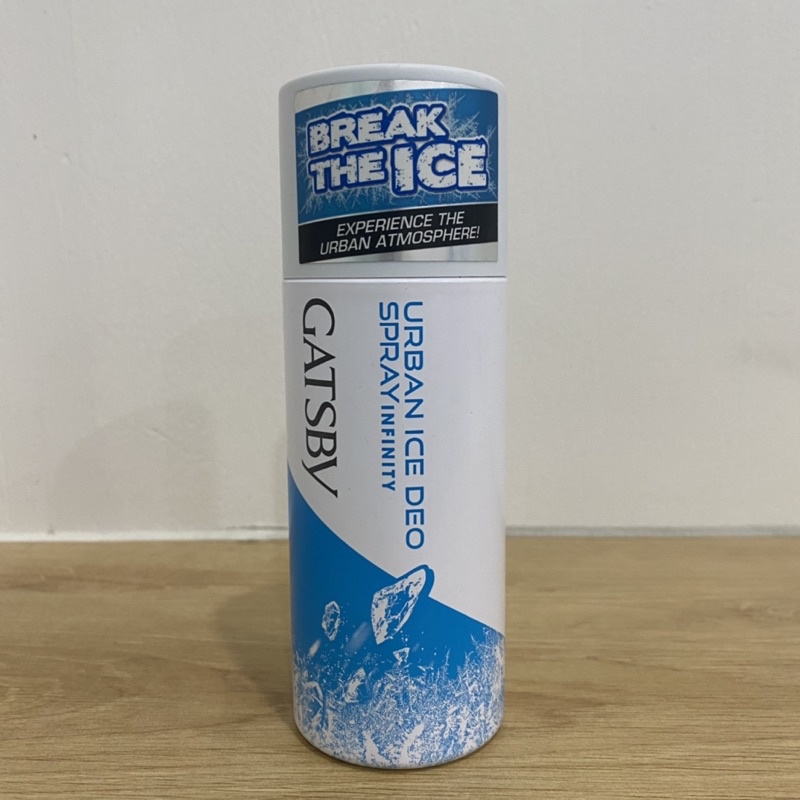 BREAK
THE ICE
EXPERIENCE THE
URBAN ATMOSPHERE!
GATSBY
URBAN ICE DEO
SPRAY INFINITY